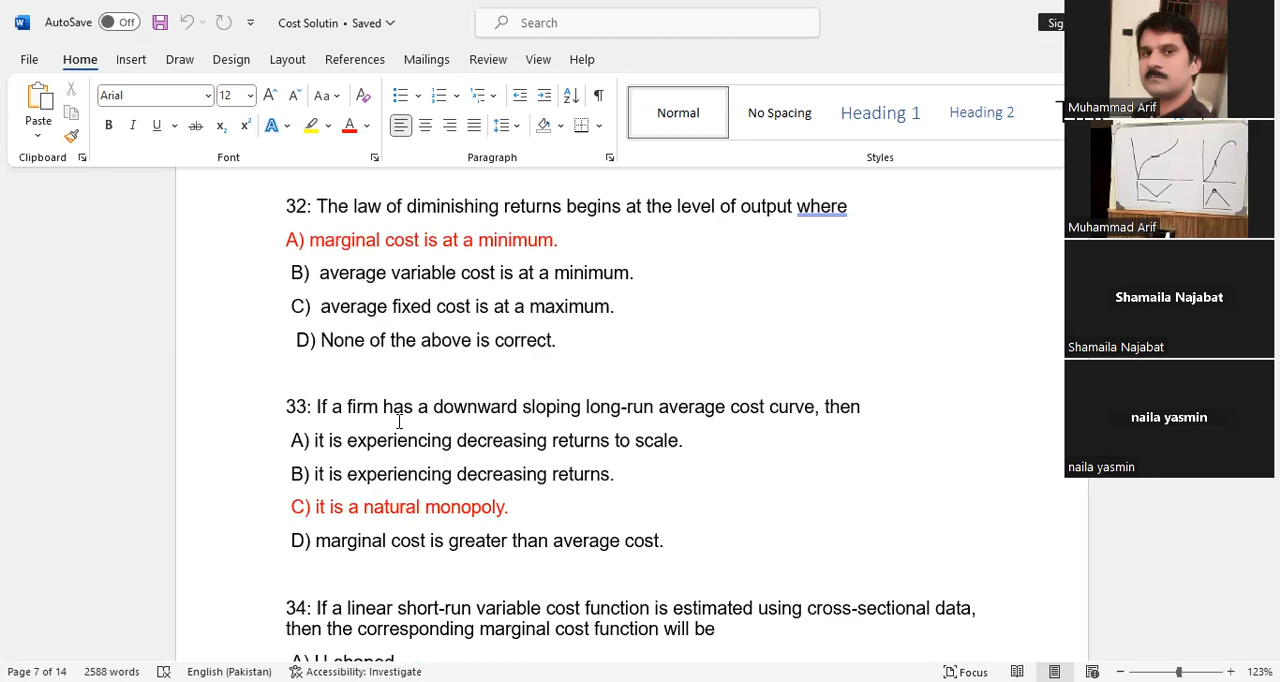 AutoSave Off Cost Solutin • Saved Search Sig
File Home Insert Draw Design Layout References Mailings Review View Help
Paste Arial 12 Aa Normal No Spacing Heading 1 Heading 2
B I U ab x₂ x² A A
Clipboard Font Paragraph Styles
32: The law of diminishing returns begins at the level of output where
A) marginal cost is at a minimum.
B) average variable cost is at a minimum.
C) average fixed cost is at a maximum.
D) None of the above is correct.
33: If a firm has a downward sloping long-run average cost curve, then
A) it is experiencing decreasing returns to scale.
B) it is experiencing decreasing returns.
C) it is a natural monopoly.
D) marginal cost is greater than average cost.
34: If a linear short-run variable cost function is estimated using cross-sectional data,
then the corresponding marginal cost function will be
A) U-shaped
Muhammad Arif
Muhammad Arif
Shamaila Najabat
Shamaila Najabat
naila yasmin
naila yasmin
Page 7 of 14 2588 words English (Pakistan) Accessibility: Investigate Focus 123%